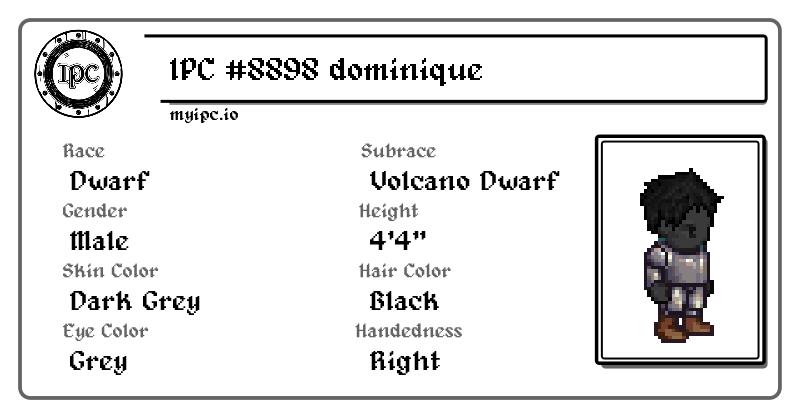 IPC
IPC #8898 dominique
myipc.io
Race
Dwarf
Subrace
Volcano Dwarf
Gender
Male
Height
4'4"
Skin Color
Dark Grey
Hair Color
Black
Eye Color
Grey
Handedness
Right